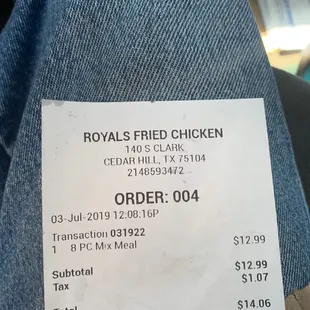 ROYALS FRIED CHICKEN
140 S CLARK
CEDAR HILL, TX 75104
2148593472
ORDER: 004
03-Jul-2019 12:08:16P
Transaction 031922
1 8 PC Mix Meal $12.99
Subtotal $12.99
Tax $1.07
Total $14.06